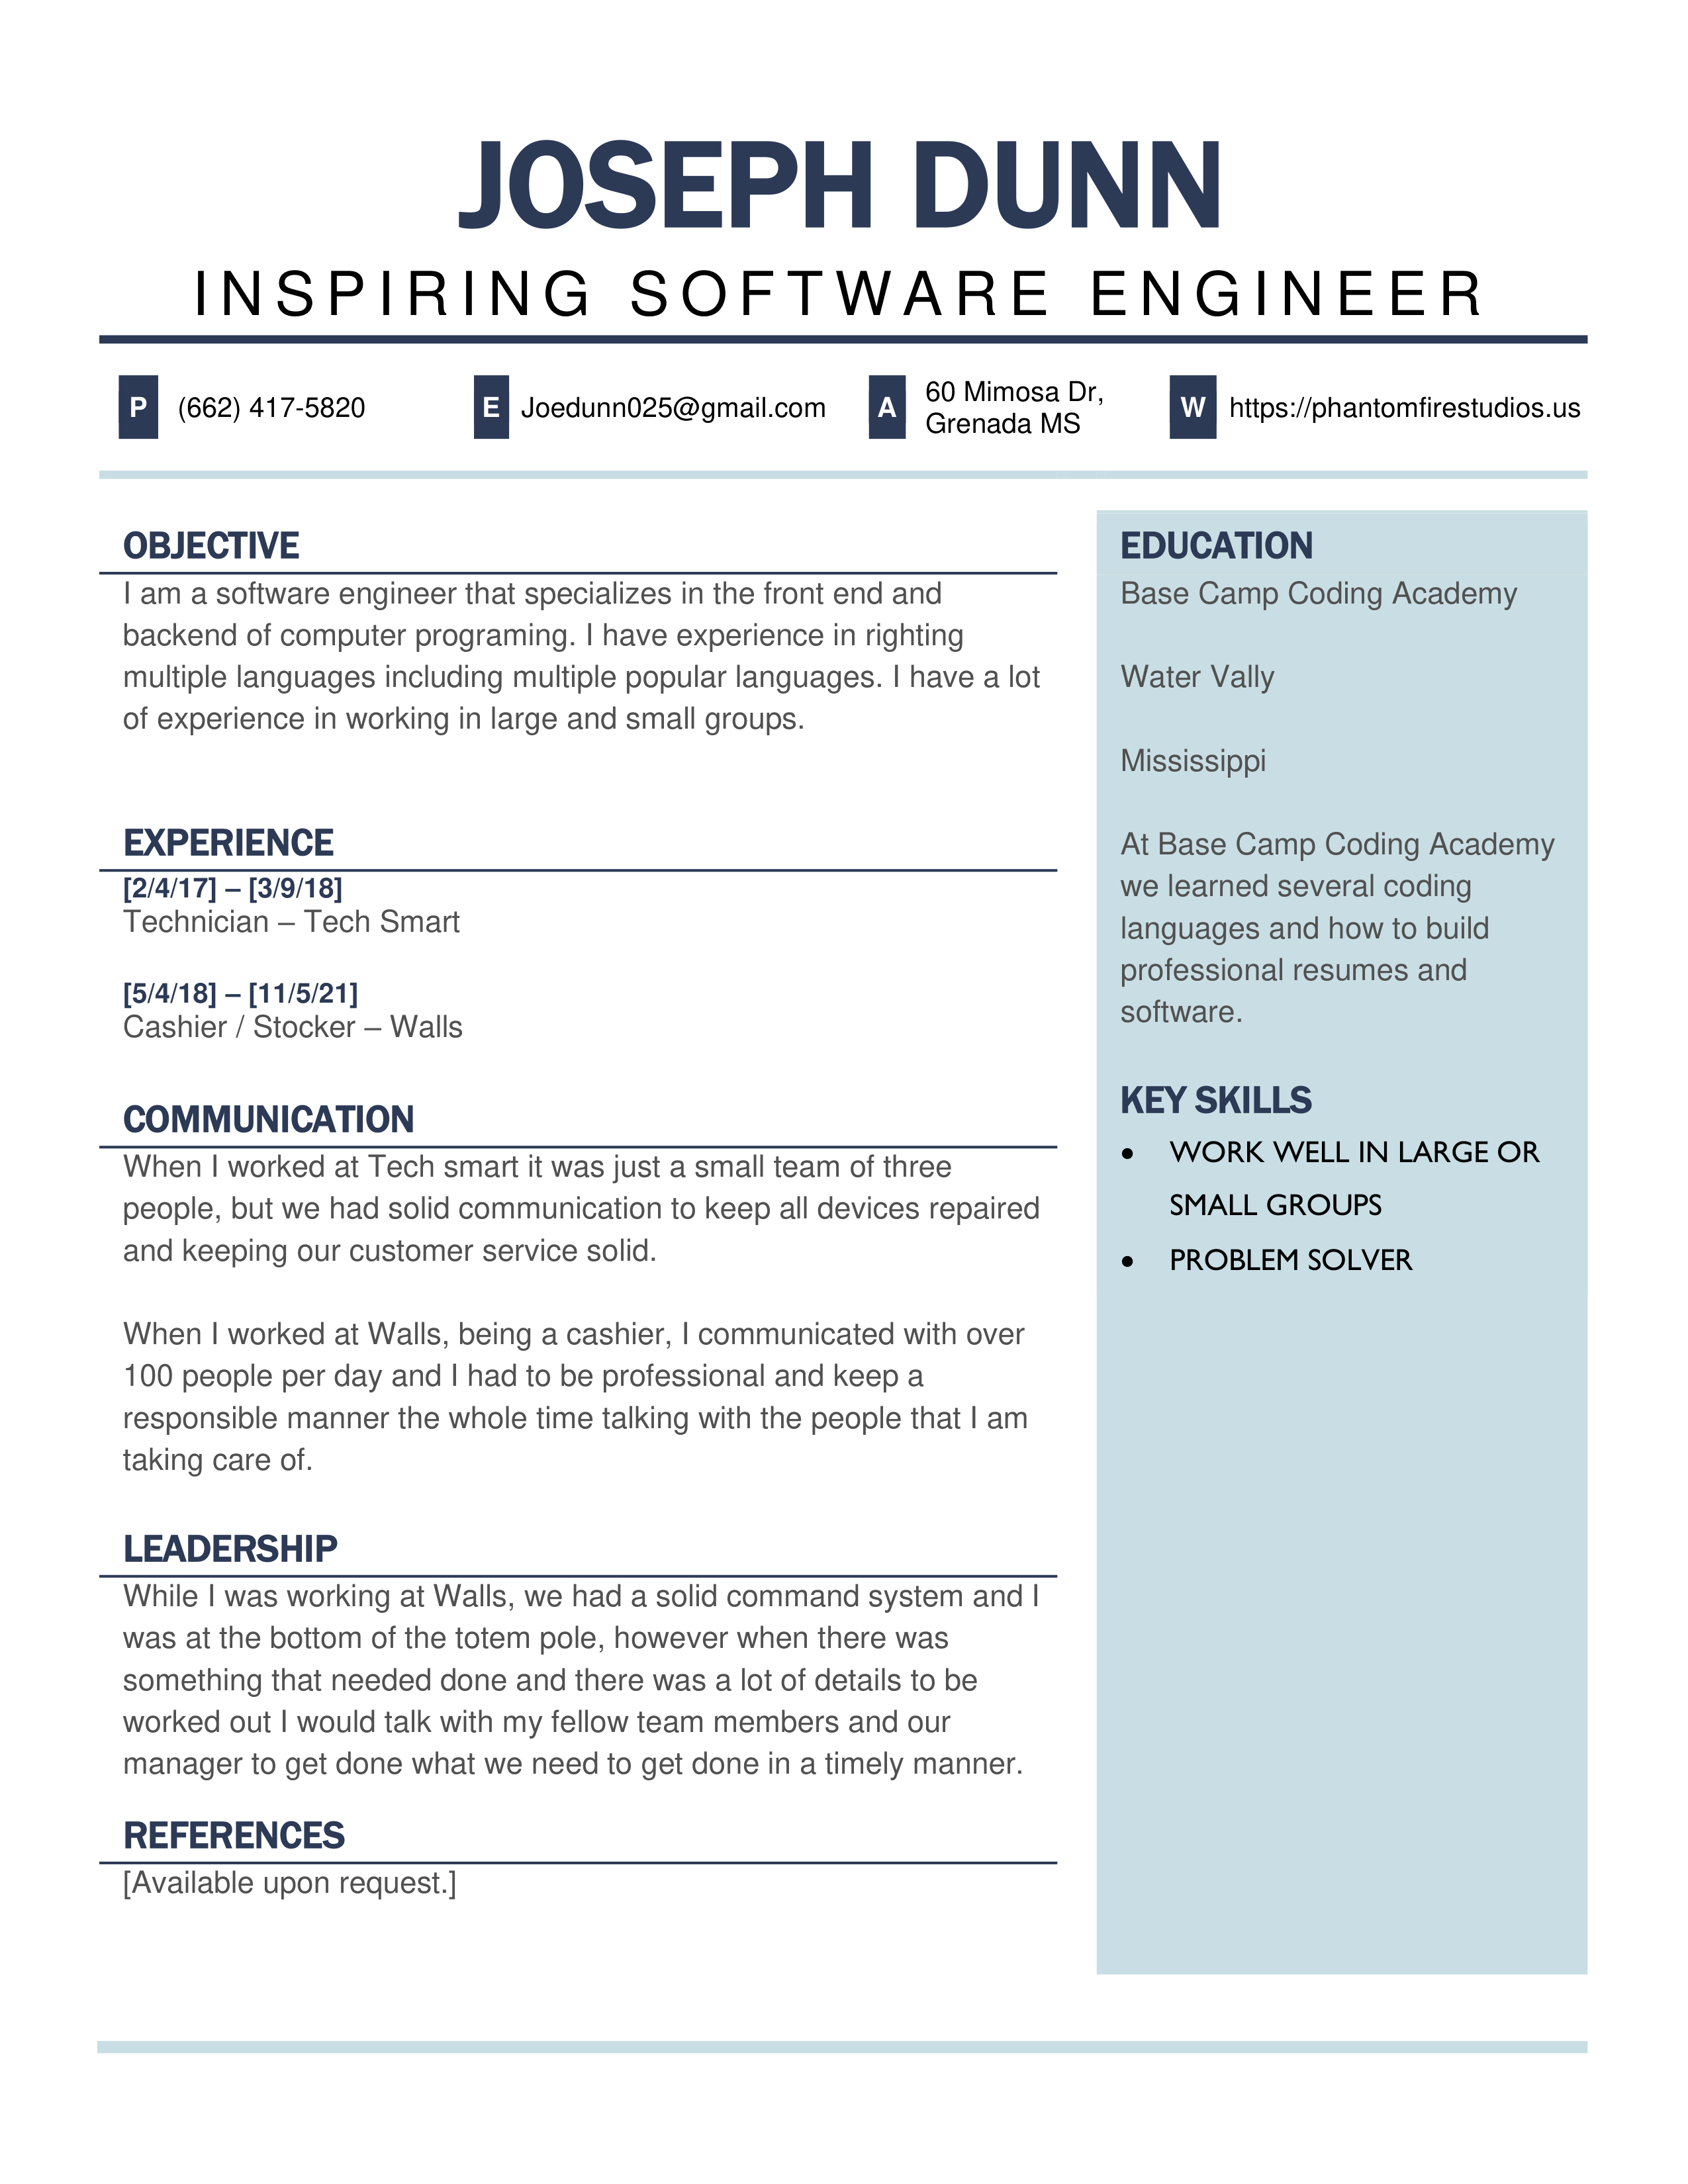 JOSEPH DUNN
INSPIRING SOFTWARE ENGINEER
P (662) 417-5820
E Joedunn025@gmail.com
A 60 Mimosa Dr,
Grenada MS
W https://phantomfirestudios.us
OBJECTIVE
I am a software engineer that specializes in the front end and
backend of computer programing. I have experience in righting
multiple languages including multiple popular languages. I have a lot
of experience in working in large and small groups.
EXPERIENCE
[2/4/17] – [3/9/18]
Technician – Tech Smart
[5/4/18] – [11/5/21]
Cashier / Stocker – Walls
COMMUNICATION
When I worked at Tech smart it was just a small team of three
people, but we had solid communication to keep all devices repaired
and keeping our customer service solid.
When I worked at Walls, being a cashier, I communicated with over
100 people per day and I had to be professional and keep a
responsible manner the whole time talking with the people that I am
taking care of.
LEADERSHIP
While I was working at Walls, we had a solid command system and I
was at the bottom of the totem pole, however when there was
something that needed done and there was a lot of details to be
worked out I would talk with my fellow team members and our
manager to get done what we need to get done in a timely manner.
REFERENCES
[Available upon request.]
EDUCATION
Base Camp Coding Academy
Water Vally
Mississippi
At Base Camp Coding Academy
we learned several coding
languages and how to build
professional resumes and
software.
KEY SKILLS
• WORK WELL IN LARGE OR
SMALL GROUPS
• PROBLEM SOLVER